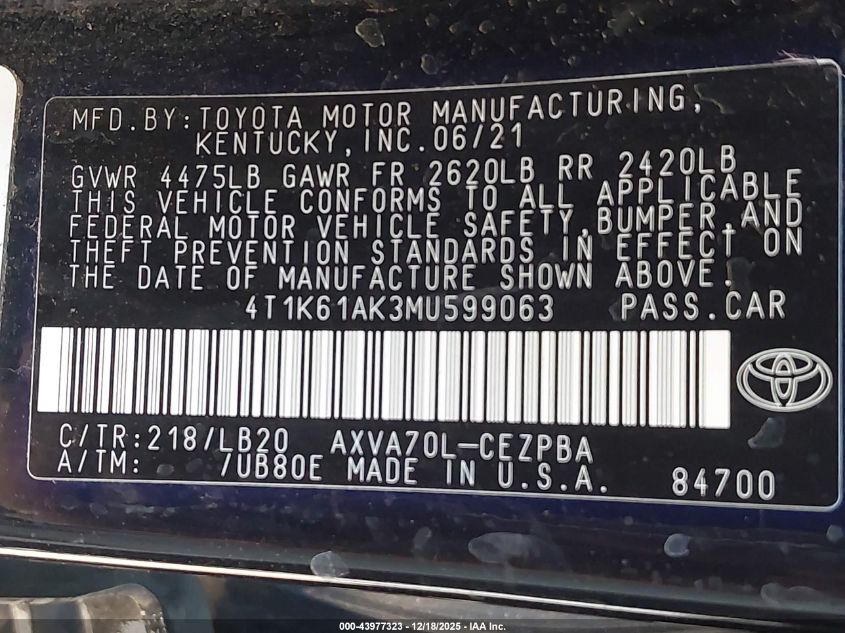 MFD.BY:TOYOTA MOTOR MANUFACTURING,
KENTUCKY,INC.06/21
GVWR 4475LB GAWR FR 2620LB RR 2420LB
THIS VEHICLE CONFORMS TO ALL APPLICABLE
FEDERAL MOTOR VEHICLE SAFETY,BUMPER,AND
THEFT PREVENTION STANDARDS IN EFFECT ON
THE DATE OF MANUFACTURE SHOWN ABOVE.
4T1K61AK3MU599063 PASS.CAR
C/TR:218/LB20 AXVA70L-CEZPBA
A/TM: /UB80E MADE IN U.S.A. 84700
000-43977323 | 12/18/2025 - IAA Inc.